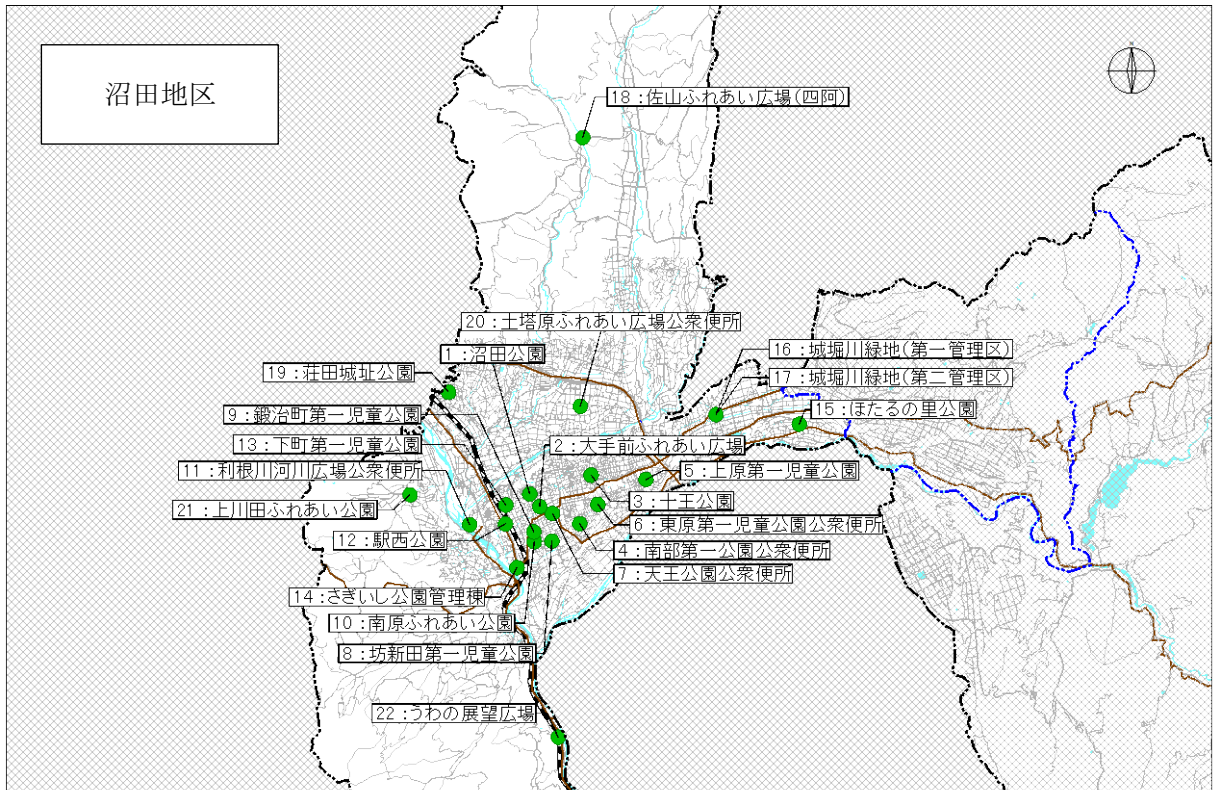 沼田地区
18:佐山ふれあい広場(四阿)
20:土塔原ふれあい広場公衆便所
1:沼田公園
16:城堀川緑地(第一管理区)
19:荘田城址公園
17:城堀川緑地(第二管理区)
9:鍛治町第一児童公園
15:ほたるの里公園
13:下町第一児童公園
2:大手前ふれあい広場
11:利根川河川広場公衆便所
5:上原第一児童公園
21:上川田ふれあい公園
3:十王公園
6:東原第一児童公園公衆便所
12:駅西公園
4:南部第一公園公衆便所
7:天王公園公衆便所
14:さぎいし公園管理棟
10:南原ふれあい公園
8:坊新田第一児童公園
22:うわの展望広場